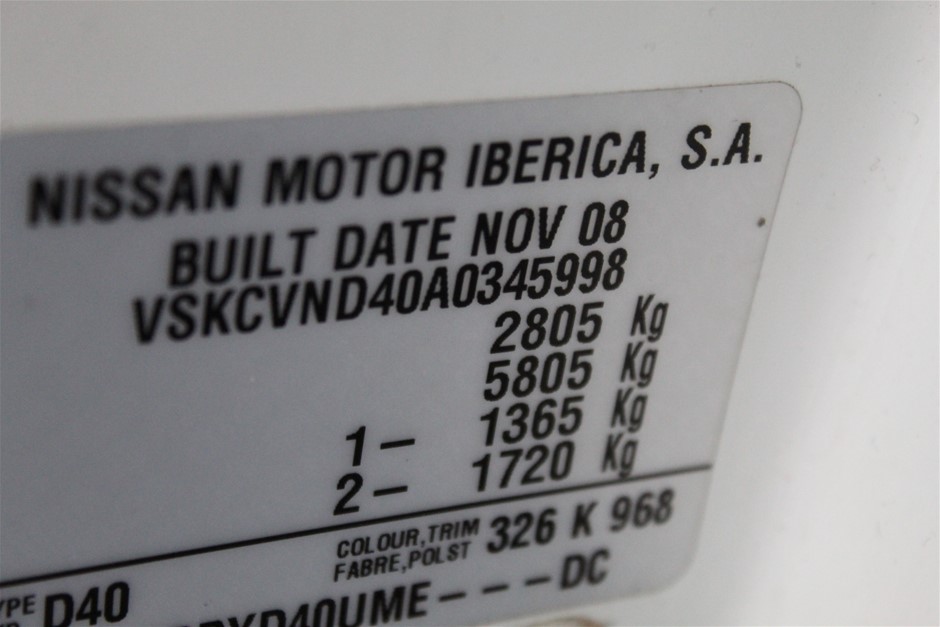 NISSAN MOTOR IBERICA, S.A.
BUILT DATE NOV 08
VSKCVND40A0345998
2805 Kg
5805 Kg
1– 1365 Kg
2– 1720 Kg
COLOUR,TRIM 326 K 968
FABRE,POLST
D40
D40UME---DC